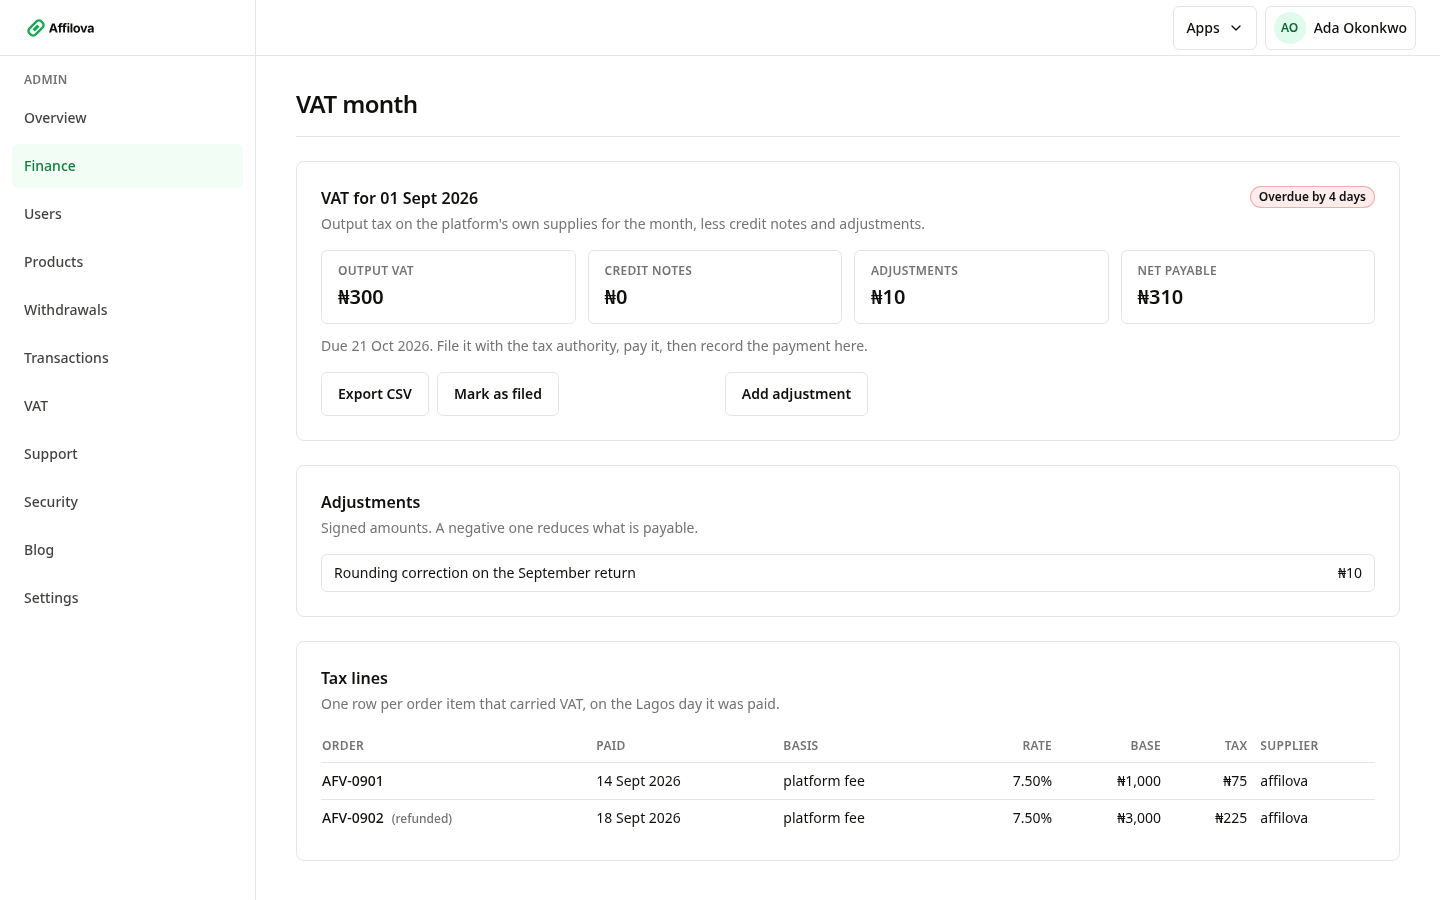 Affilova
Apps
AO
Ada Okonkwo
ADMIN
Overview
Finance
Users
Products
Withdrawals
Transactions
VAT
Support
Security
Blog
Settings
VAT month
VAT for 01 Sept 2026
Overdue by 4 days
Output tax on the platform's own supplies for the month, less credit notes and adjustments.
OUTPUT VAT
₦300
CREDIT NOTES
₦0
ADJUSTMENTS
₦10
NET PAYABLE
₦310
Due 21 Oct 2026. File it with the tax authority, pay it, then record the payment here.
Export CSV
Mark as filed
Add adjustment
Adjustments
Signed amounts. A negative one reduces what is payable.
Rounding correction on the September return ₦10
Tax lines
One row per order item that carried VAT, on the Lagos day it was paid.
ORDER PAID BASIS RATE BASE TAX SUPPLIER
AFV-0901 14 Sept 2026 platform fee 7.50% ₦1,000 ₦75 affilova
AFV-0902 (refunded) 18 Sept 2026 platform fee 7.50% ₦3,000 ₦225 affilova